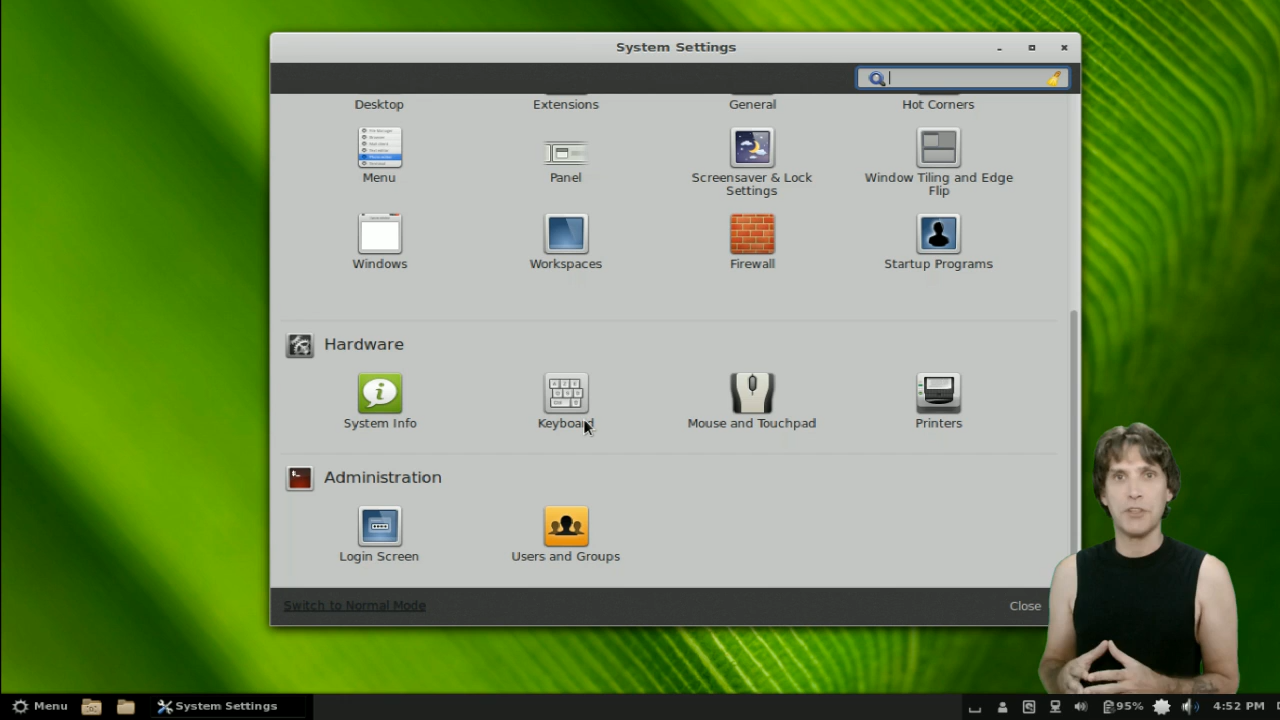 System Settings
Desktop
Extensions
General
Hot Corners
Menu
Panel
Screensaver & Lock
Settings
Window Tiling and Edge
Flip
Windows
Workspaces
Firewall
Startup Programs
Hardware
System Info
Keyboard
Mouse and Touchpad
Printers
Administration
Login Screen
Users and Groups
Switch to Normal Mode
Close
Menu
System Settings
95%
4:52 PM